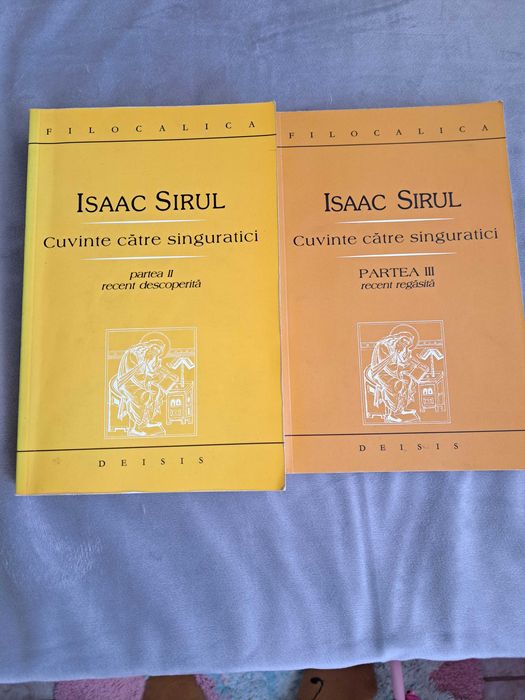 FILOCALICA
ISAAC SIRUL
Cuvinte către singuratici
partea II
recent descoperită
DEISIS
FILOCALICA
ISAAC SIRUL
Cuvinte către singuratici
PARTEA III
recent regăsită
DEISIS